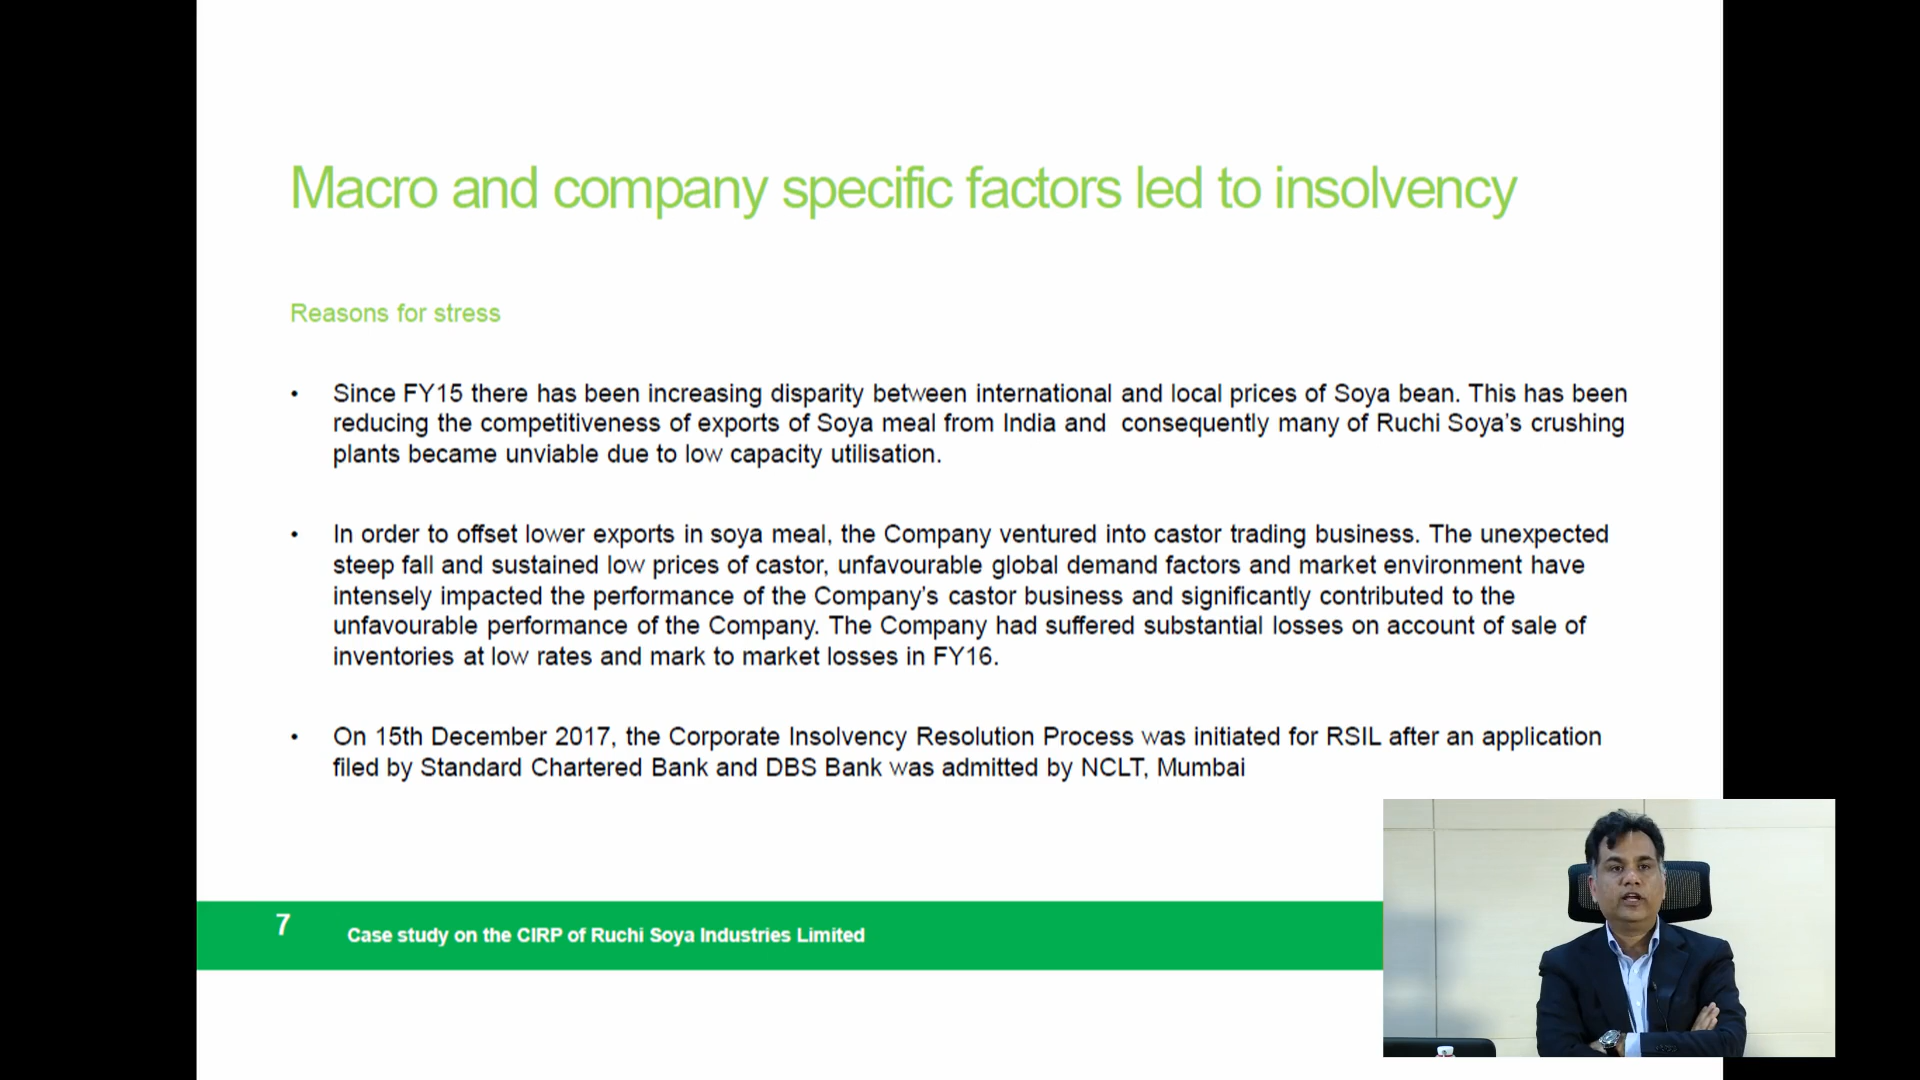 Macro and company specific factors led to insolvency
Reasons for stress
• Since FY15 there has been increasing disparity between international and local prices of Soya bean. This has been
reducing the competitiveness of exports of Soya meal from India and consequently many of Ruchi Soya's crushing
plants became unviable due to low capacity utilisation.
• In order to offset lower exports in soya meal, the Company ventured into castor trading business. The unexpected
steep fall and sustained low prices of castor, unfavourable global demand factors and market environment have
intensely impacted the performance of the Company's castor business and significantly contributed to the
unfavourable performance of the Company. The Company had suffered substantial losses on account of sale of
inventories at low rates and mark to market losses in FY16.
• On 15th December 2017, the Corporate Insolvency Resolution Process was initiated for RSIL after an application
filed by Standard Chartered Bank and DBS Bank was admitted by NCLT, Mumbai
7 Case study on the CIRP of Ruchi Soya Industries Limited